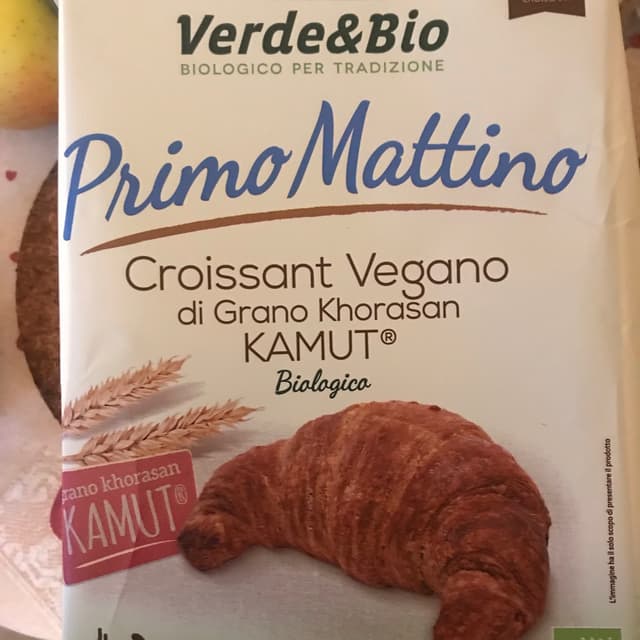 Verde&Bio
BIOLOGICO PER TRADIZIONE
Primo Mattino
Croissant Vegano
di Grano Khorasan
KAMUT®
Biologico
grano khorasan
KAMUT®
L'immagine ha il solo scopo di presentare il prodotto